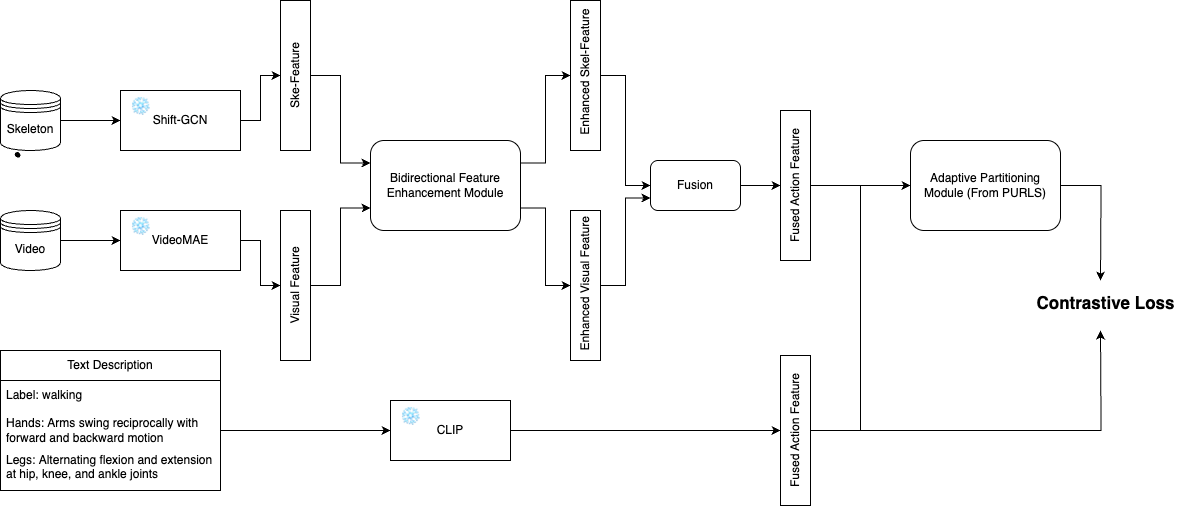 Skeleton
Shift-GCN
Ske-Feature
Video
VideoMAE
Visual Feature
Bidirectional Feature
Enhancement Module
Enhanced Skel-Feature
Enhanced Visual Feature
Fusion
Fused Action Feature
Adaptive Partitioning
Module (From PURLS)
Contrastive Loss
Text Description
Label: walking
Hands: Arms swing reciprocally with
forward and backward motion
Legs: Alternating flexion and extension
at hip, knee, and ankle joints
CLIP
Fused Action Feature